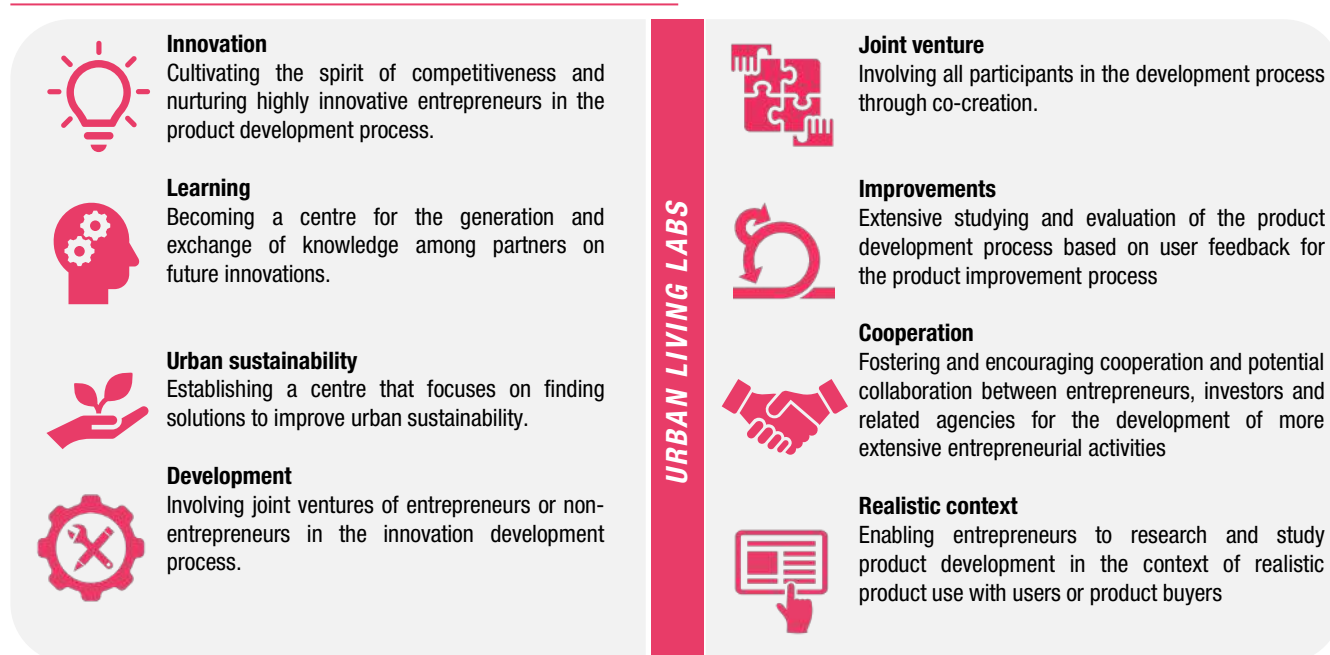 Innovation
Cultivating the spirit of competitiveness and
nurturing highly innovative entrepreneurs in the
product development process.
Learning
Becoming a centre for the generation and
exchange of knowledge among partners on
future innovations.
Urban sustainability
Establishing a centre that focuses on finding
solutions to improve urban sustainability.
Development
Involving joint ventures of entrepreneurs or non-
entrepreneurs in the innovation development
process.
URBAN LIVING LABS
Joint venture
Involving all participants in the development process
through co-creation.
Improvements
Extensive studying and evaluation of the product
development process based on user feedback for
the product improvement process
Cooperation
Fostering and encouraging cooperation and potential
collaboration between entrepreneurs, investors and
related agencies for the development of more
extensive entrepreneurial activities
Realistic context
Enabling entrepreneurs to research and study
product development in the context of realistic
product use with users or product buyers